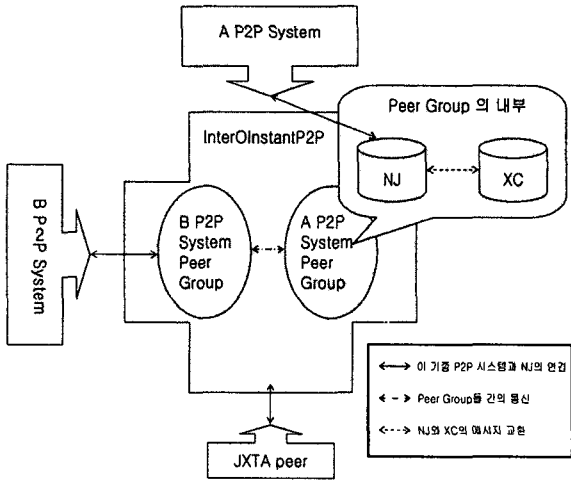 A P2P System
Peer Group 의 내부
NJ
XC
InterOInstantP2P
B P2P System
B P2P
System
Peer
Group
A P2P
System
Peer
Group
이 기종 P2P 시스템과 NJ의 연결
Peer Group들 간의 통신
NJ와 XC의 메시지 교환
JXTA peer